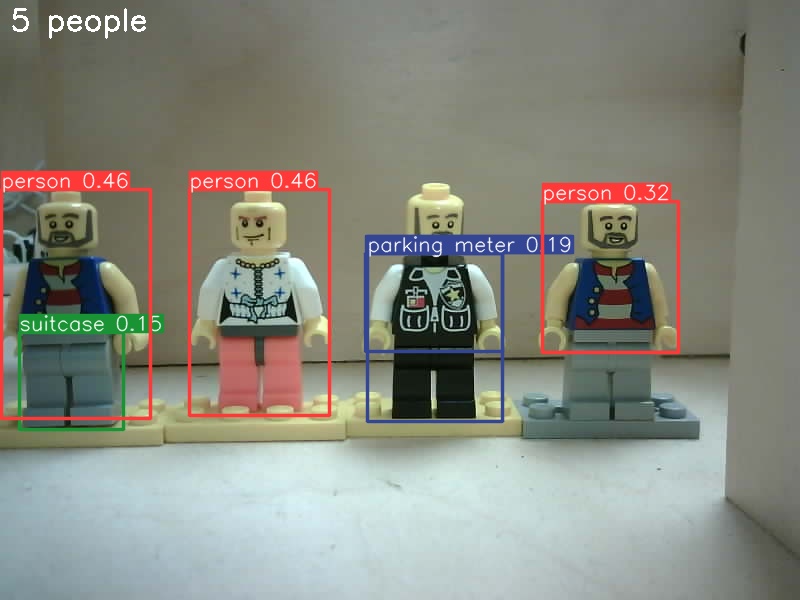 5 people
person 0.46
person 0.46
person 0.32
parking meter 0.19
suitcase 0.15